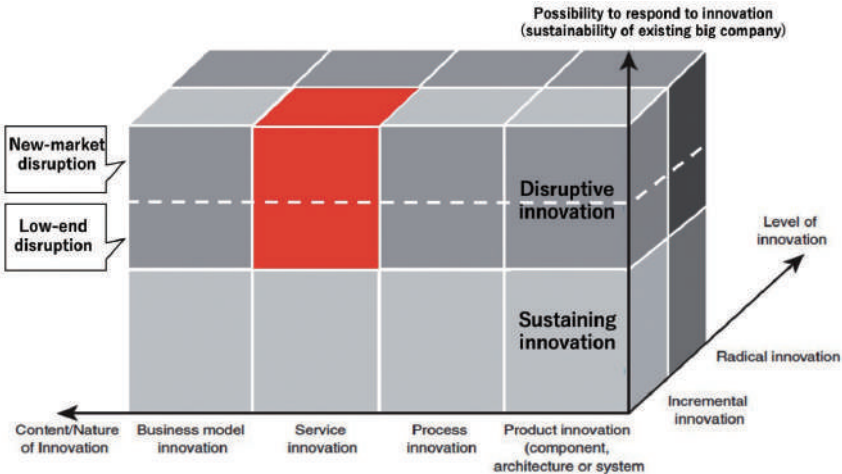 Possibility to respond to innovation
(sustainability of existing big company)
New-market
disruption
Low-end
disruption
Disruptive
innovation
Sustaining
innovation
Level of
innovation
Radical innovation
Incremental
innovation
Content/Nature
of Innovation
Business model
innovation
Service
innovation
Process
innovation
Product innovation
(component,
architecture or system